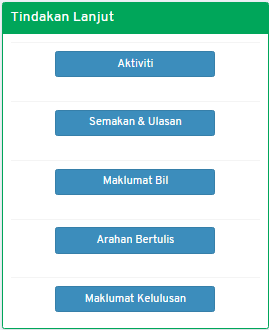 Tindakan Lanjut
Aktiviti
Semakan & Ulasan
Maklumat Bil
Arahan Bertulis
Maklumat Kelulusan